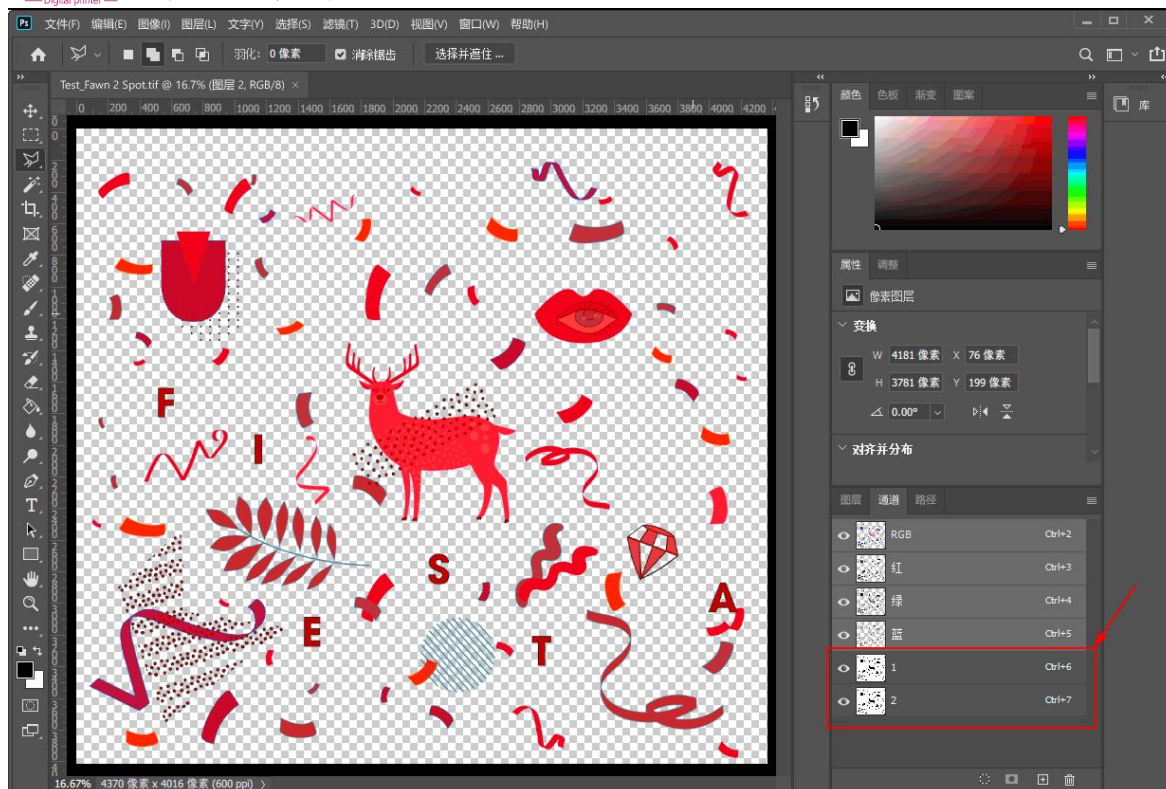 Digital printer
文件(F) 编辑(E) 图像(I) 图层(L) 文字(Y) 选择(S) 滤镜(T) 3D(D) 视图(V) 窗口(W) 帮助(H)
羽化: 0 像素 消除锯齿 选择并遮住 ...
Test_Fawn 2 Spot.tif @ 16.7% (图层 2, RGB/8) ×
0 200 400 600 800 1000 1200 1400 1600 1800 2000 2200 2400 2600 2800 3000 3200 3400 3600 3800 4000 4200
F
I
E
S
T
A
16.67% 4370 像素 x 4016 像素 (600 ppi)
颜色 色板 渐变 图案
库
属性 调整
像素图层
变换
W 4181 像素 X 76 像素
H 3781 像素 Y 199 像素
0.00°
对齐并分布
图层 通道 路径
RGB Ctrl+2
红 Ctrl+3
绿 Ctrl+4
蓝 Ctrl+5
1 Ctrl+6
2 Ctrl+7